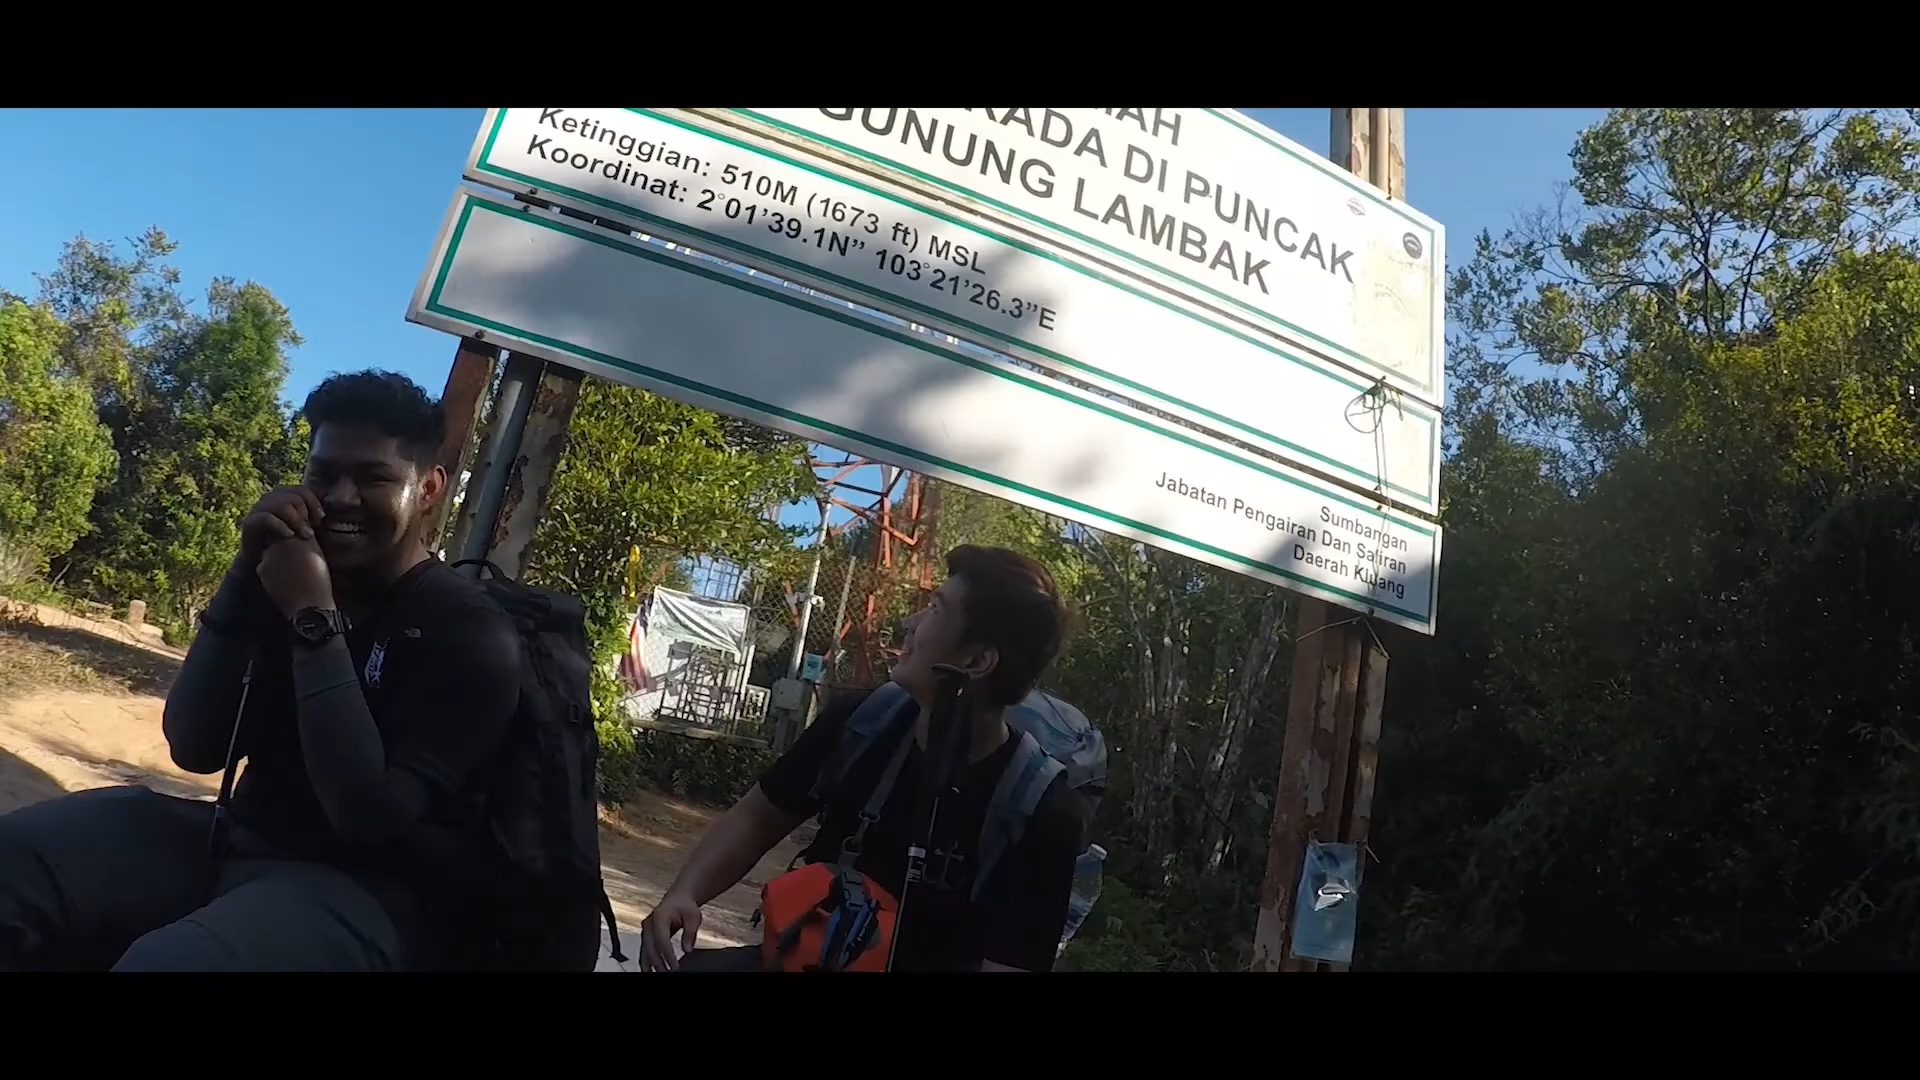 DI PUNCAK
GUNUNG LAMBAK
Ketinggian: 510M (1673 ft) MSL
Koordinat: 2°01'39.1N” 103°21'26.3”E
Sumbangan
Jabatan Pengairan Dan Saliran
Daerah Kluang